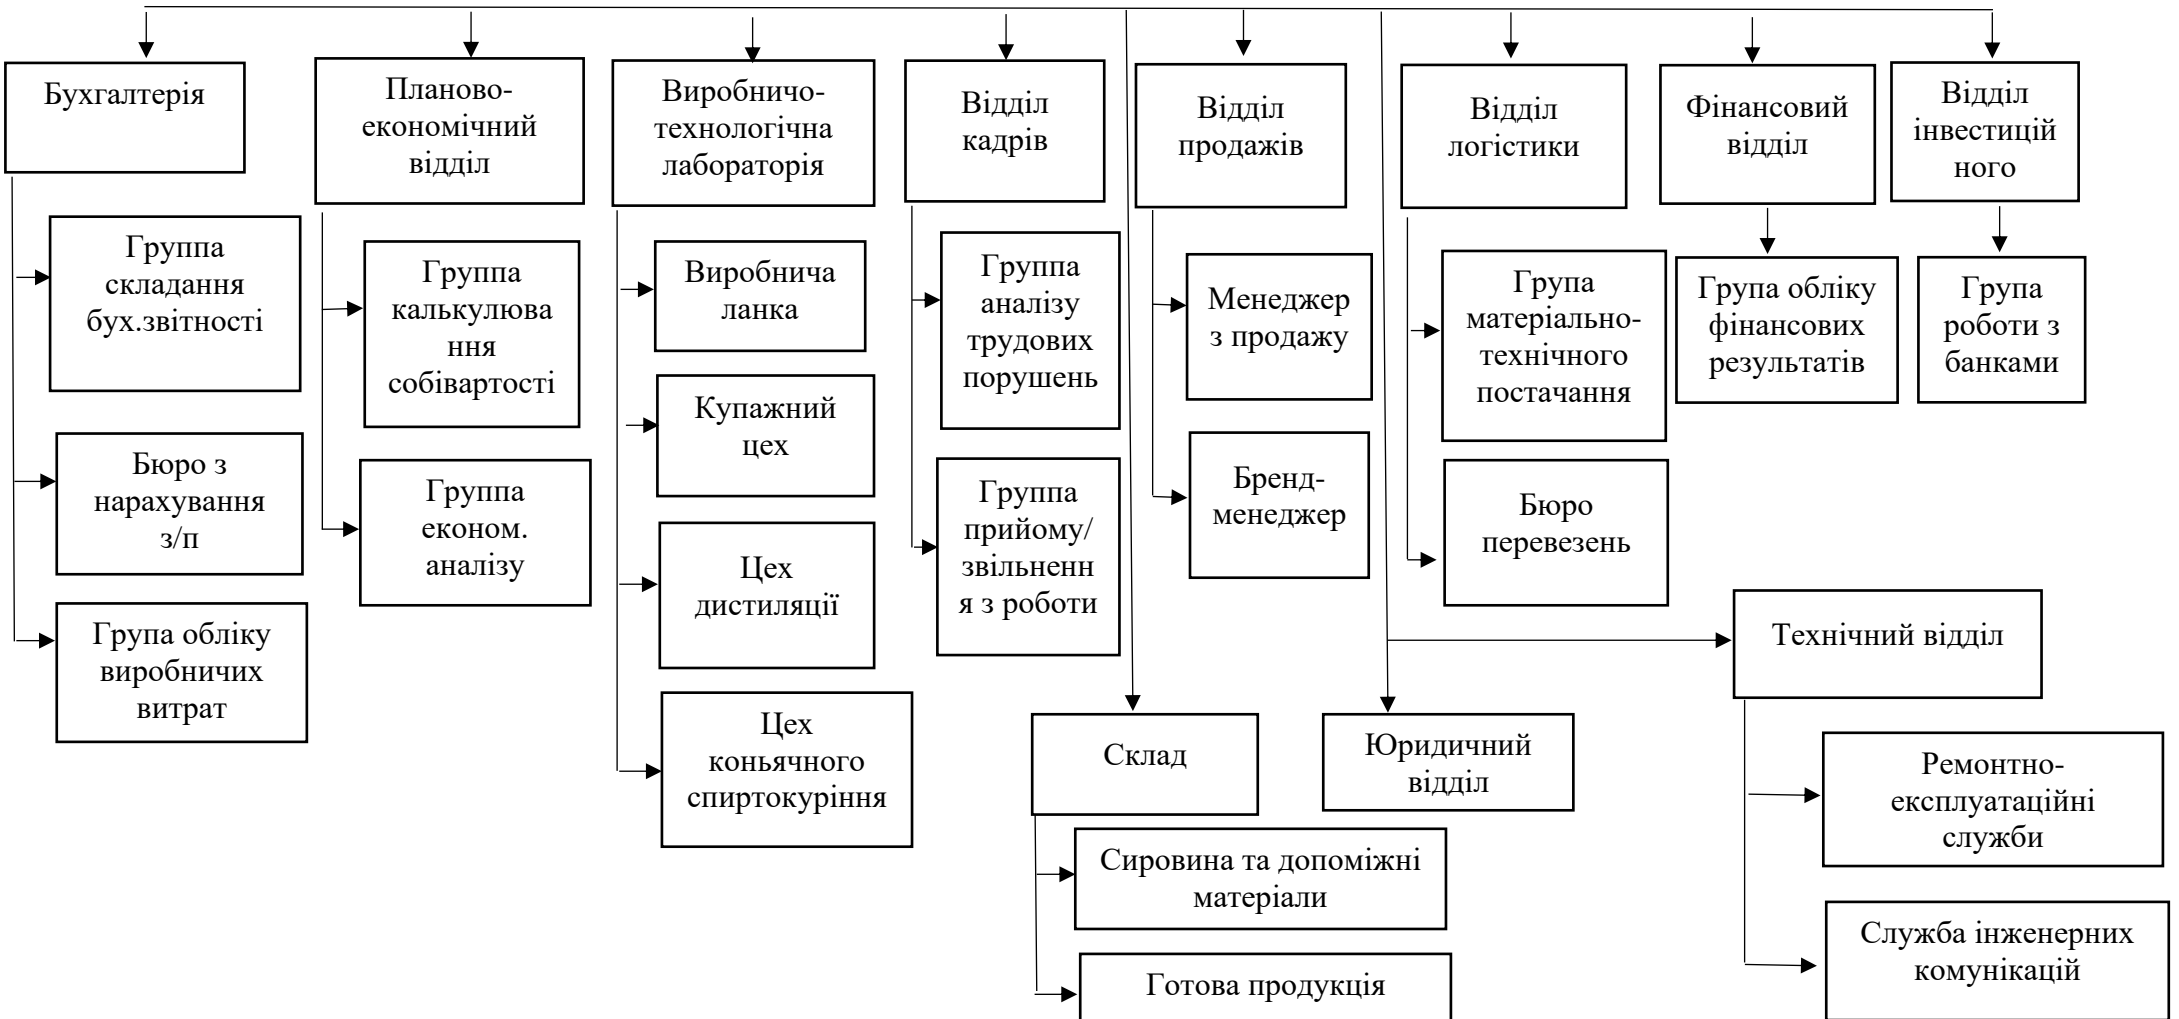 Бухгалтерія
Планово-
економічний
відділ
Виробничо-
технологічна
лабораторія
Відділ
кадрів
Відділ
продажів
Відділ
логістики
Фінансовий
відділ
Відділ
інвестицій
ного
Группа
складання
бух.звітності
Бюро з
нарахування
з/п
Група обліку
виробничих
витрат
Группа
калькулюва
ння
собівартості
Группа
економ.
аналізу
Виробнича
ланка
Купажний
цех
Цех
дистиляції
Цех
коньячного
спиртокуріння
Группа
аналізу
трудових
порушень
Группа
прийому/
звільненн
я з роботи
Менеджер
з продажу
Бренд-
менеджер
Група
матеріально-
технічного
постачання
Бюро
перевезень
Група обліку
фінансових
результатів
Група
роботи з
банками
Технічний відділ
Склад
Юридичний
відділ
Сировина та допоміжні
матеріали
Готова продукція
Ремонтно-
експлуатаційні
служби
Служба інженерних
комунікацій